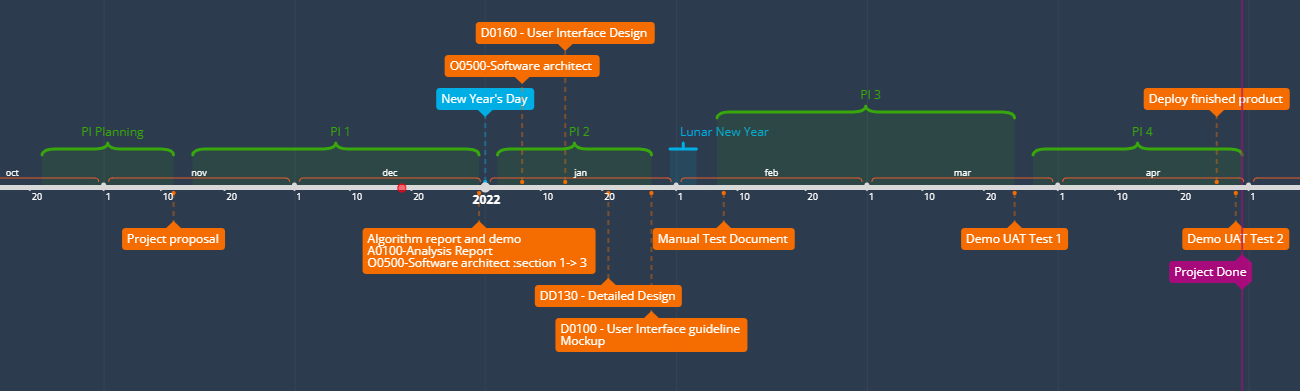 D0160 - User Interface Design
O0500-Software architect
New Year's Day
Deploy finished product
PI Planning
PI 1
PI 2
Lunar New Year
PI 3
PI 4
oct
nov
dec
jan
feb
mar
apr
20
1
10
20
1
10
20
2022
10
20
1
10
20
1
10
20
1
10
20
1
Project proposal
Algorithm report and demo
A0100-Analysis Report
O0500-Software architect :section 1-> 3
Manual Test Document
Demo UAT Test 1
Demo UAT Test 2
Project Done
DD130 - Detailed Design
D0100 - User Interface guideline
Mockup